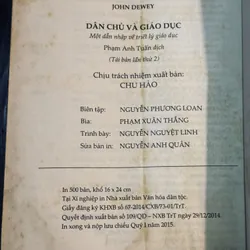 JOHN DEWEY
DÂN CHỦ VÀ GIÁO DỤC
Một dẫn nhập về triết lý giáo dục
Phạm Anh Tuấn dịch
(Tái bản lần thứ 2)
Chịu trách nhiệm xuất bản:
CHU HẢO
Biên tập: NGUYỄN PHƯƠNG LOAN
Bìa: PHẠM XUÂN THẮNG
Trình bày: NGUYỄN NGUYỆT LINH
Sửa bản in: NGUYỄN ANH QUÂN
In 500 bản, khổ 16 x 24 cm
Tại Xí nghiệp in Nhà xuất bản Văn hóa dân tộc.
Giấy đăng ký KHXB số 07-2014/CXB/73-01/TrT
Quyết định xuất bản số 109/QĐ – NXB TrT ngày 29/12/2014.
In xong và nộp lưu chiểu Quý I năm 2015.